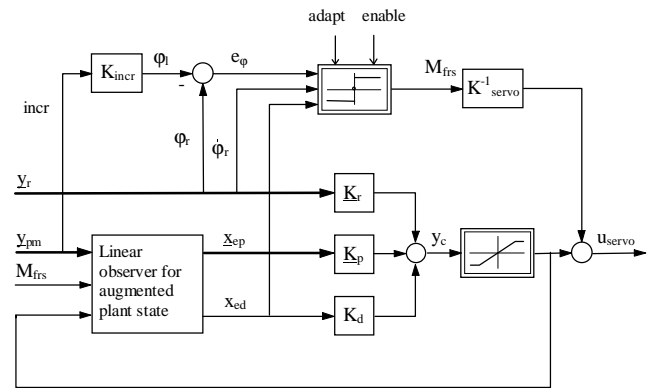 adapt enable
K_incr
φ_l
e_φ
-
M_frs
K^-1_servo
incr
φ_r
φ̇_r
y_r
K_r
y_pm
Linear
observer for
augmented
plant state
x_ep
K_p
y_c
u_servo
M_frs
x_ed
K_d